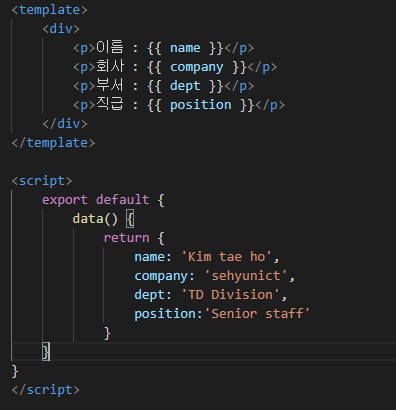 <template>
    <div>
        <p>이름 : {{ name }}</p>
        <p>회사 : {{ company }}</p>
        <p>부서 : {{ dept }}</p>
        <p>직급 : {{ position }}</p>
    </div>
</template>

<script>
    export default {
        data() {
            return {
                name: 'Kim tae ho',
                company: 'sehyunict',
                dept: 'TD Division',
                position:'Senior staff'
            }
    }
}
</script>